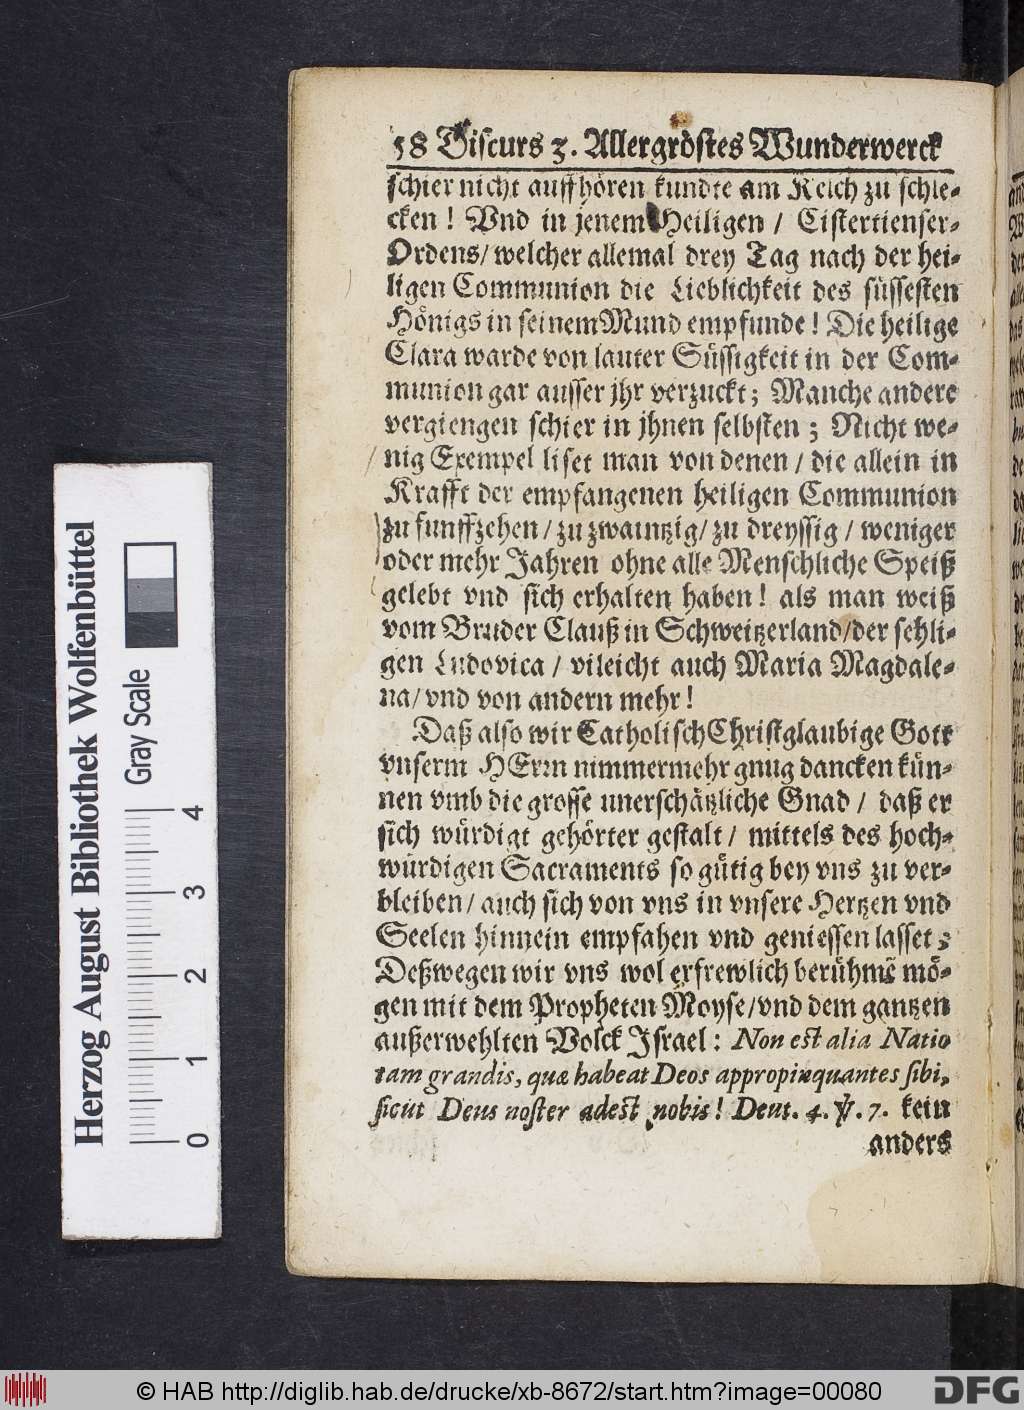 58 Discurs 3. Allergröstes Wunderwerck
schier nicht auffhören kundte am Kelch zu schle-
cken! Vnd in jenem Heiligen / Cistertienser-
Ordens / welcher allemal drey Tag nach der hei-
ligen Communion die Lieblichkeit des süssesten
Hönigs in seinem Mund empfunde! Die heilige
Clara warde von lauter Süssigkeit in der Com-
munion gar ausser jhr verzuckt; Manche andere
vergiengen schier in jhnen selbsten; Nicht we-
nig Exempel liset man von denen / die allein in
Krafft der empfangenen heiligen Communion
zu funffzehen / zu zwaintzig / zu dreyssig / weniger
oder mehr Jahren ohne alle Menschliche Speiß
gelebt vnd sich erhalten haben! als man weiß
vom Bruder Clauß in Schweitzerland / der sehli-
gen Ludovica / vileicht auch Maria Magdale-
na / vnd von andern mehr!
Daß also wir Catholisch Christglaubige Gott
vnserm HErrn nimmermehr gnug dancken kün-
nen vmb die grosse unerschätzliche Gnad / daß er
sich würdigt gehörter gestalt / mittels des hoch-
würdigen Sacraments so gütig bey vns zu ver-
bleiben / auch sich von vns in vnsere Hertzen vnd
Seelen hinnein empfahen vnd geniessen lasset;
Deßwegen wir vns wol erfrewlich berühmẽ mö-
gen mit dem Propheten Moyse / vnd dem gantzen
außerwehlten Volck Israel: Non est alia Natio
tam grandis, quæ habeat Deos appropinquantes sibi,
sicut Deus noster adest nobis! Deut. 4. ℣. 7. kein
anders
Herzog August Bibliothek Wolfenbüttel
Gray Scale
0 1 2 3 4
© HAB http://diglib.hab.de/drucke/xb-8672/start.htm?image=00080
DFG